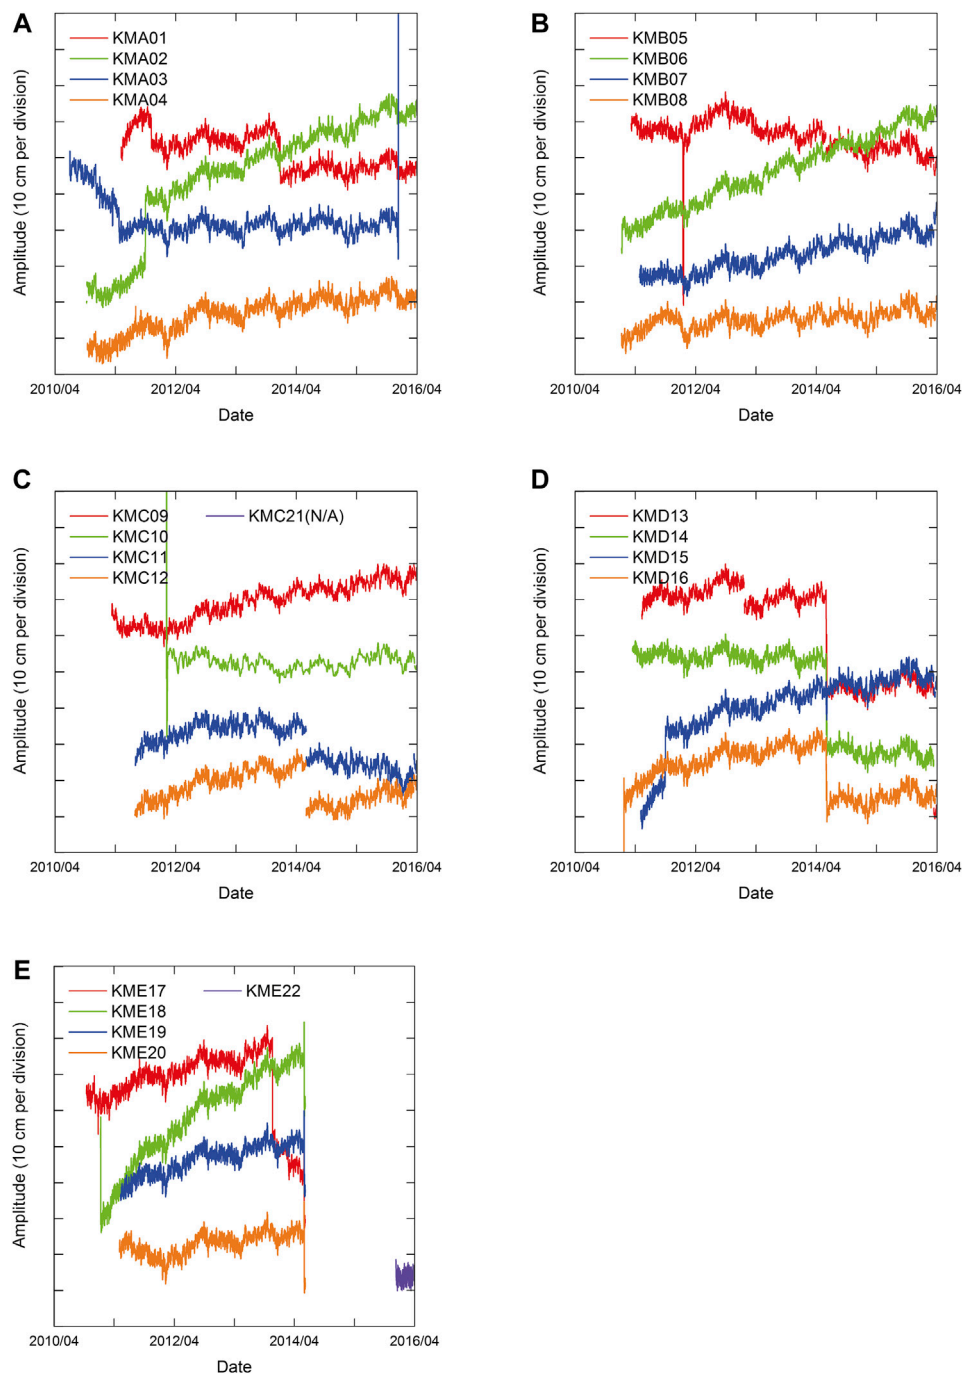 A
KMA01
KMA02
KMA03
KMA04
Amplitude (10 cm per division)
2010/04 2012/04 2014/04 2016/04
Date
B
KMB05
KMB06
KMB07
KMB08
Amplitude (10 cm per division)
2010/04 2012/04 2014/04 2016/04
Date
C
KMC09 KMC21(N/A)
KMC10
KMC11
KMC12
Amplitude (10 cm per division)
2010/04 2012/04 2014/04 2016/04
Date
D
KMD13
KMD14
KMD15
KMD16
Amplitude (10 cm per division)
2010/04 2012/04 2014/04 2016/04
Date
E
KME17 KME22
KME18
KME19
KME20
Amplitude (10 cm per division)
2010/04 2012/04 2014/04 2016/04
Date